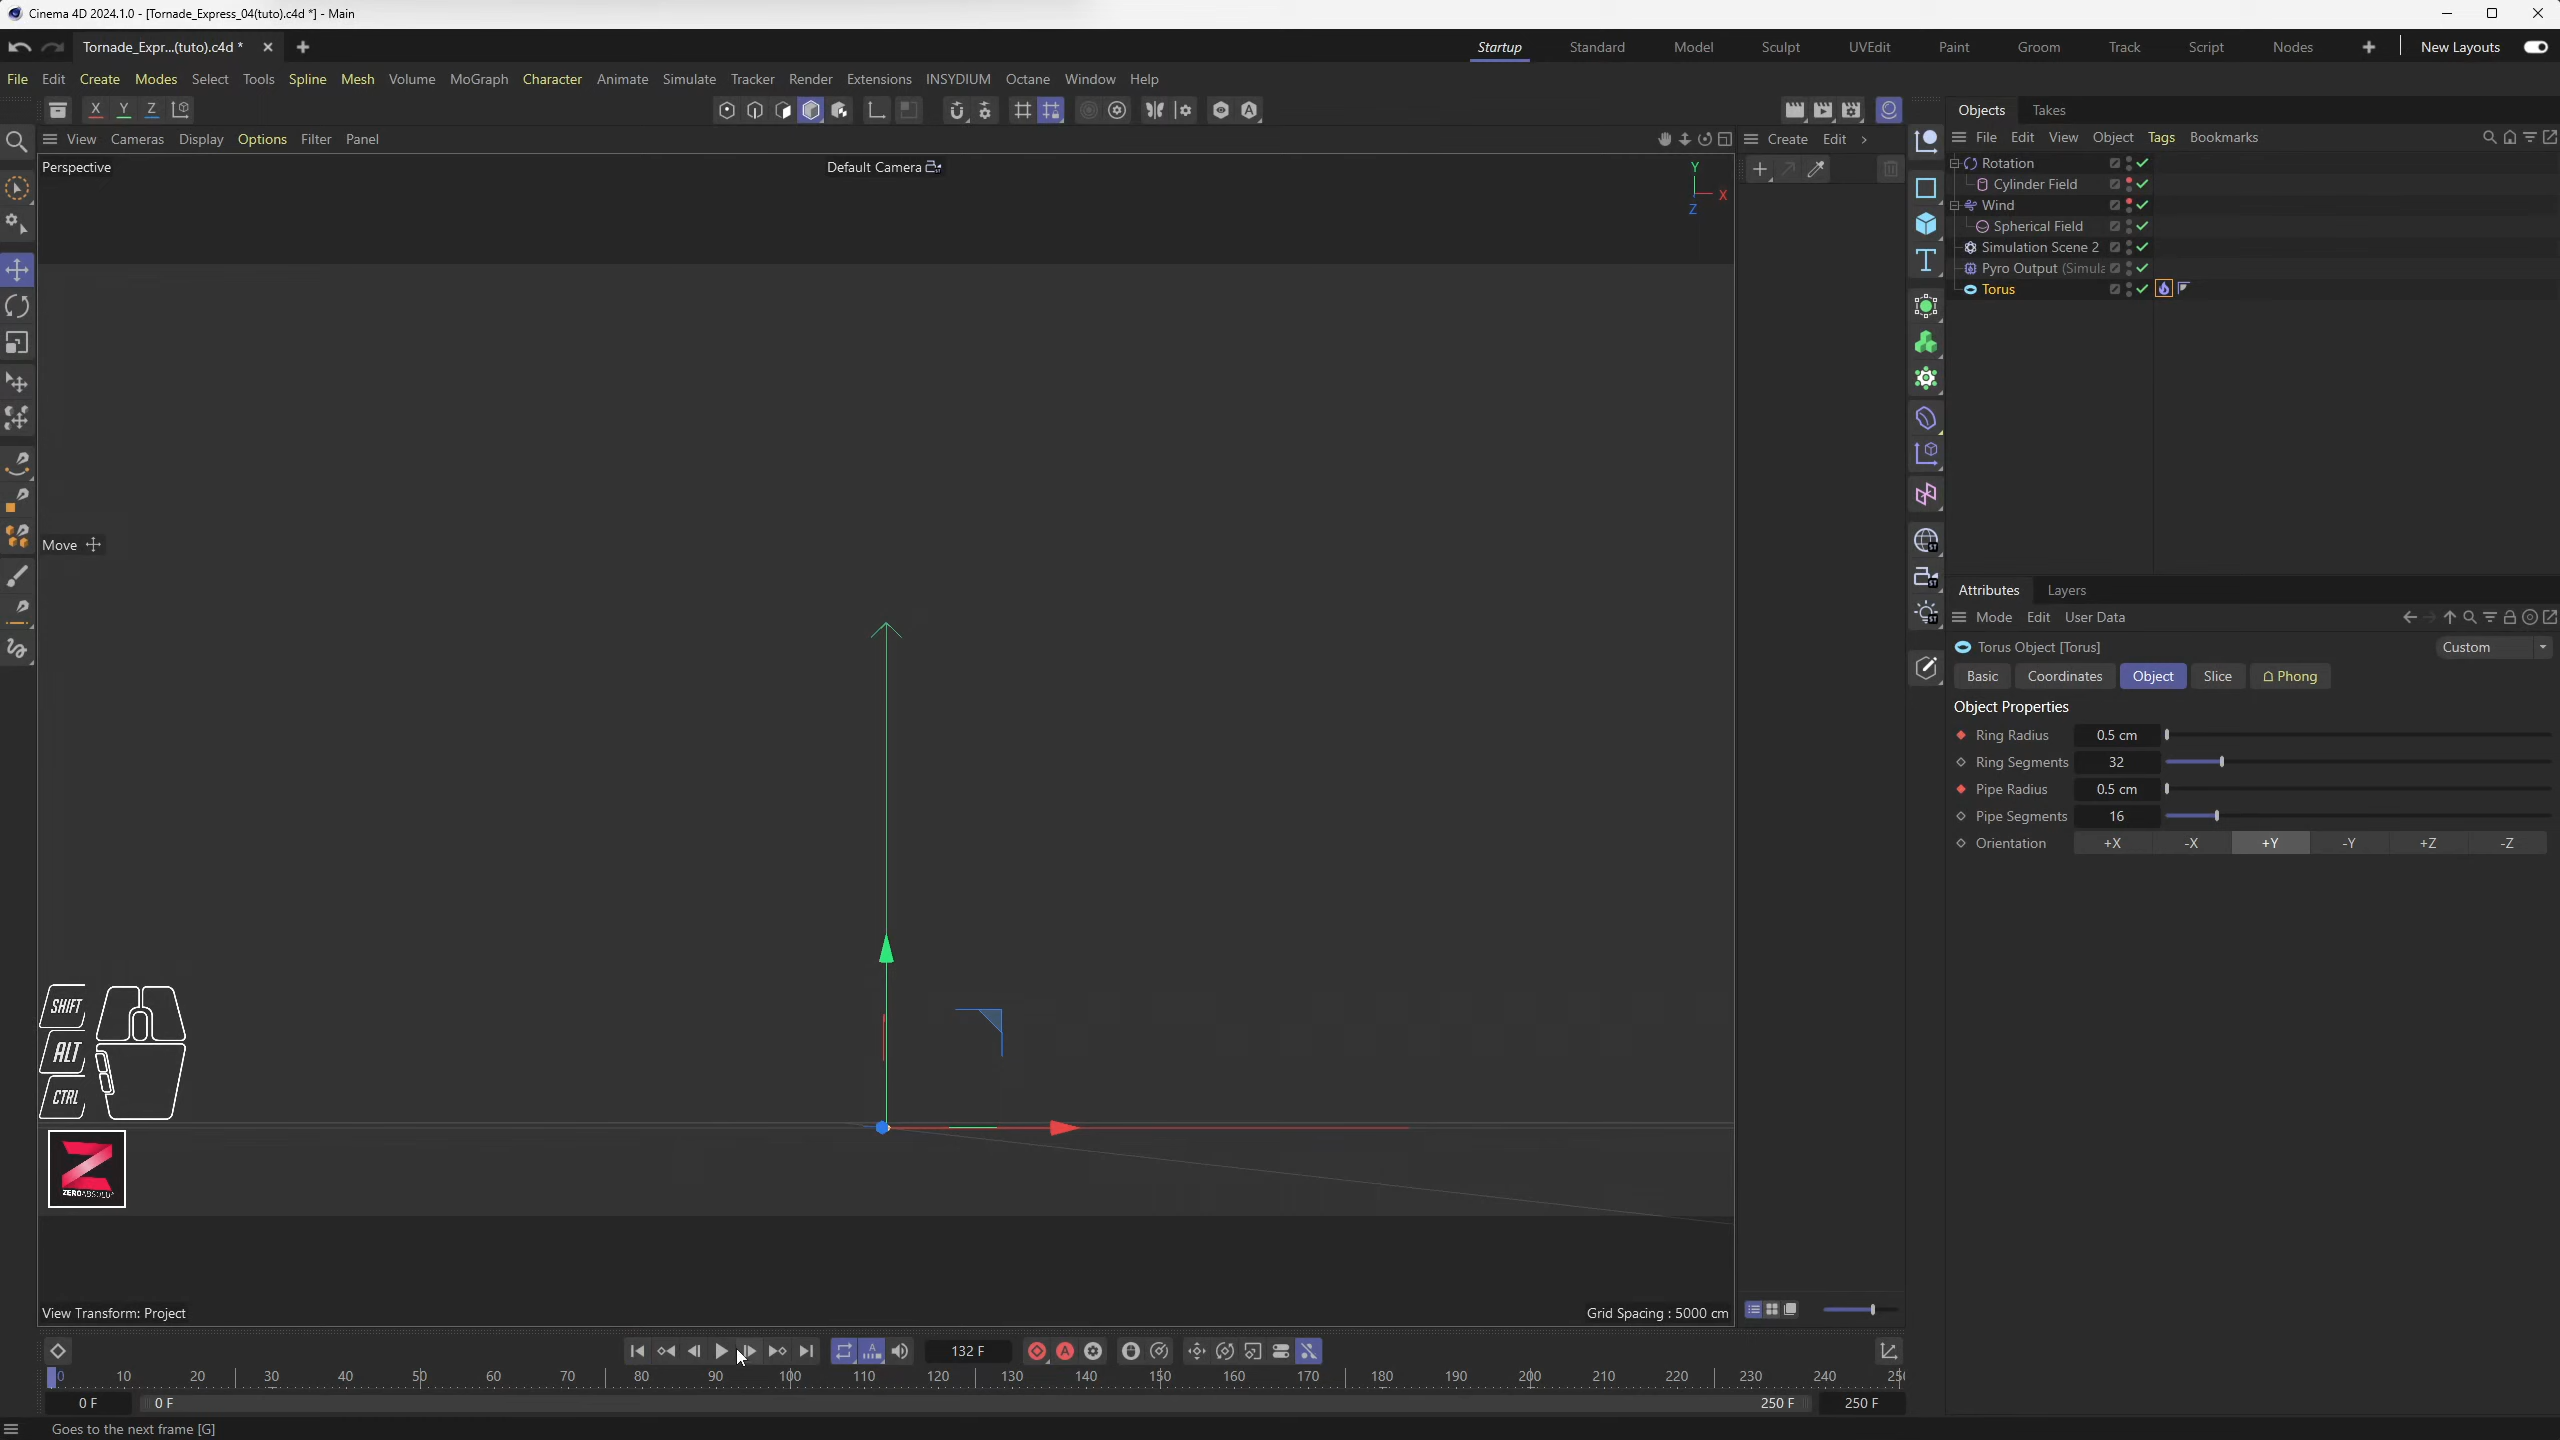 Cinema 4D 2024.1.0 - [Tornade_Express_04(tuto).c4d *] - Main
Tornade_Expr...(tuto).c4d *
Startup Standard Model Sculpt UVEdit Paint Groom Track Script Nodes New Layouts
File Edit Create Modes Select Tools Spline Mesh Volume MoGraph Character Animate Simulate Tracker Render Extensions INSYDIUM Octane Window Help
X Y Z
Objects Takes
View Cameras Display Options Filter Panel
Create Edit
File Edit View Object Tags Bookmarks
Perspective
Default Camera
Y
X
Z
Rotation
Cylinder Field
Wind
Spherical Field
Simulation Scene 2
Pyro Output (Simula
Torus
Move
Attributes Layers
Mode Edit User Data
Torus Object [Torus]
Custom
Basic Coordinates Object Slice Phong
Object Properties
Ring Radius 0.5 cm
Ring Segments 32
Pipe Radius 0.5 cm
Pipe Segments 16
Orientation +X -X +Y -Y +Z -Z
SHIFT
ALT
CTRL
Z
ZEROABSOLU
View Transform: Project
Grid Spacing : 5000 cm
132 F
0 10 20 30 40 50 60 70 80 90 100 110 120 130 140 150 160 170 180 190 200 210 220 230 240 25
0 F 0 F 250 F 250 F
Goes to the next frame [G]